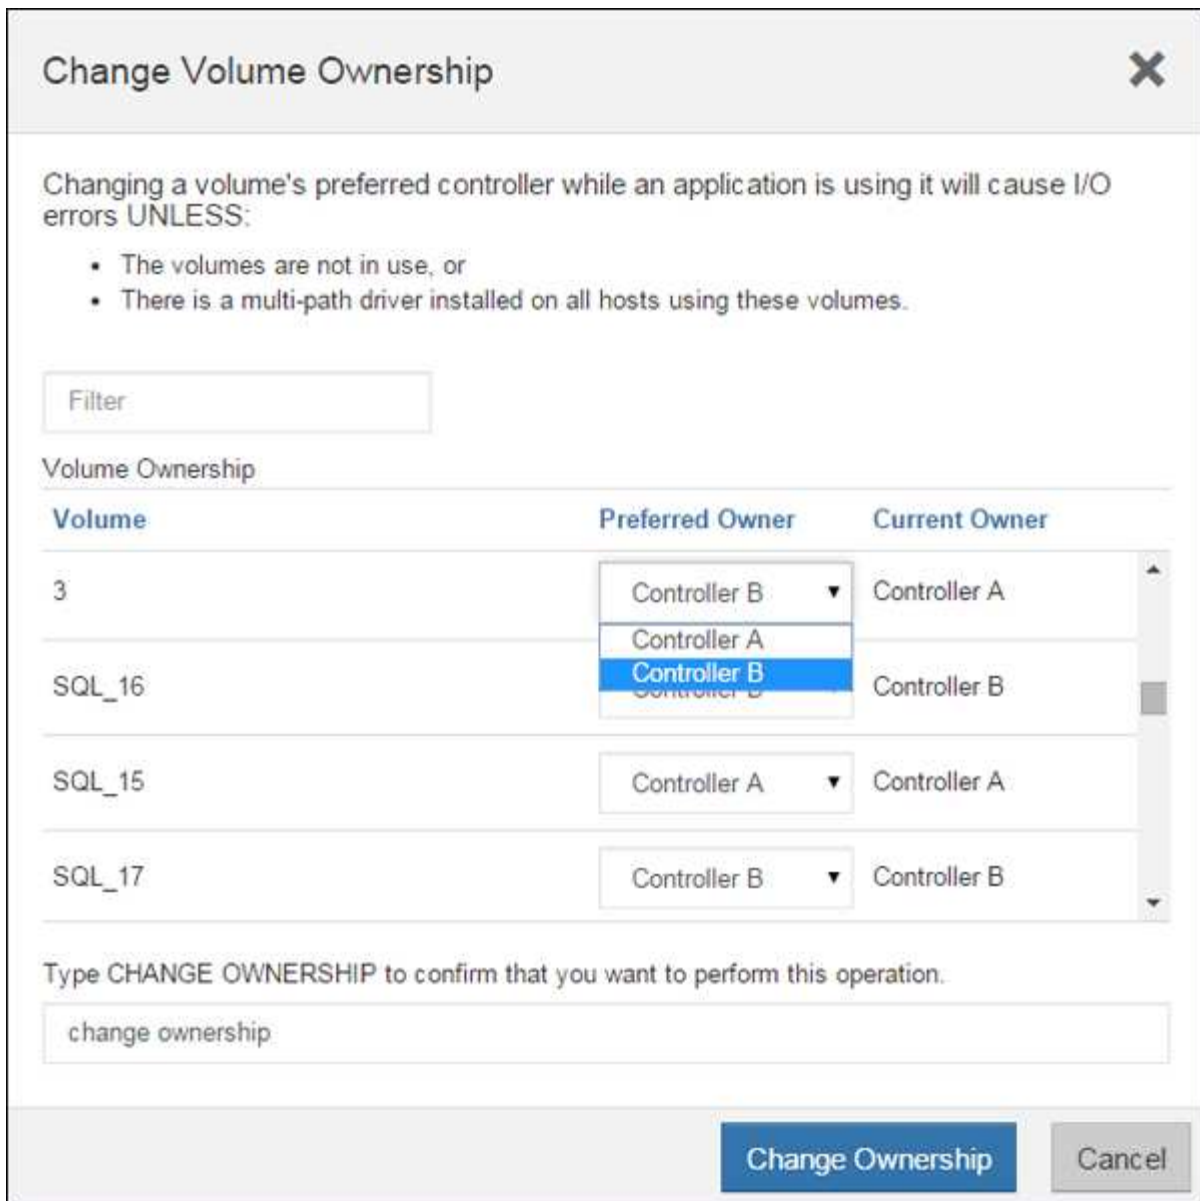 Change Volume Ownership
Changing a volume's preferred controller while an application is using it will cause I/O
errors UNLESS:
• The volumes are not in use, or
• There is a multi-path driver installed on all hosts using these volumes.
Filter
Volume Ownership
Volume Preferred Owner Current Owner
3 Controller B Controller A
Controller A
Controller B
SQL_16 Controller B Controller B
SQL_15 Controller A Controller A
SQL_17 Controller B Controller B
Type CHANGE OWNERSHIP to confirm that you want to perform this operation.
change ownership
Change Ownership Cancel